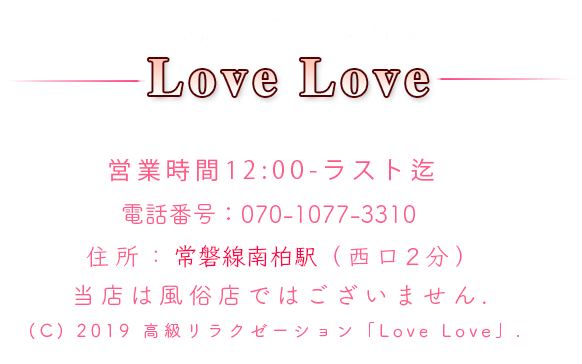 Love Love
営業時間12:00-ラスト迄
電話番号：070-1077-3310
住所：常磐線南柏駅（西口2分）
当店は風俗店ではございません.
(C) 2019 高級リラクゼーション「Love Love」.